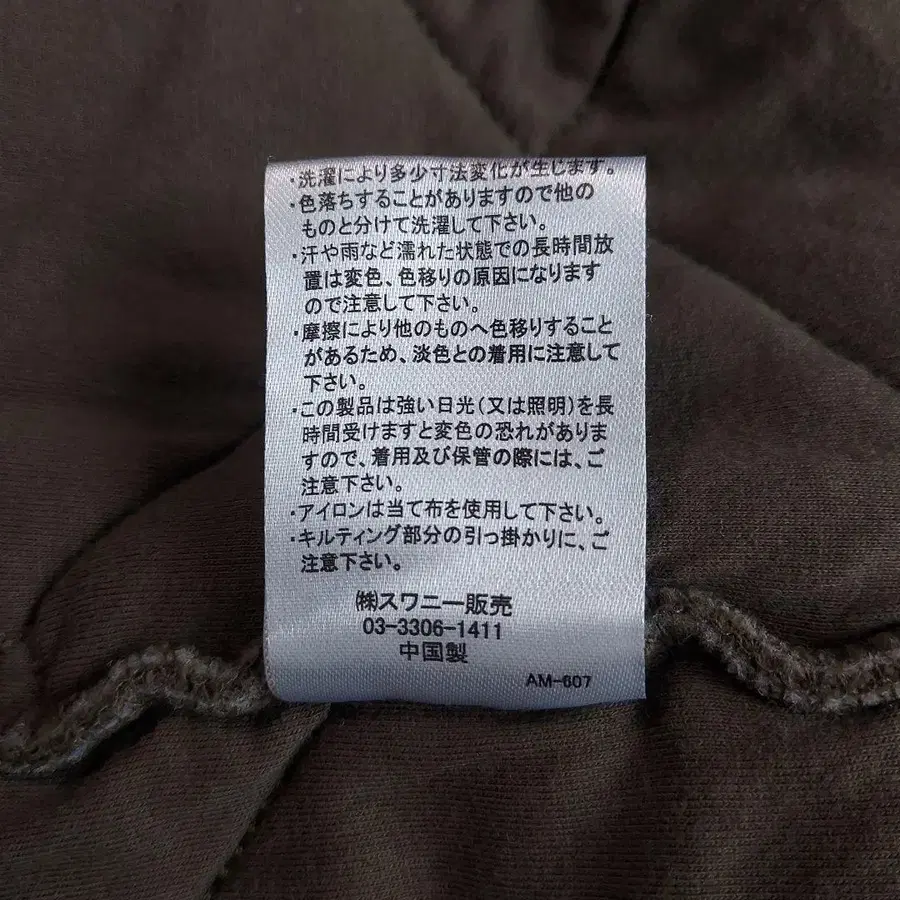 ・洗濯により多少寸法変化が生じます。
・色落ちすることがありますので他の
ものと分けて洗濯して下さい。
・汗や雨など濡れた状態での長時間放
置は変色、色移りの原因になります
ので注意して下さい。
・摩擦により他のものへ色移りすること
があるため、淡色との着用に注意して
下さい。
・この製品は強い日光(又は照明)を長
時間受けますと変色の恐れがありま
すので、着用及び保管の際には、ご
注意下さい。
・アイロンは当て布を使用して下さい。
・キルティング部分の引っ掛かりに、ご
注意下さい。
㈱スワニー販売
03-3306-1411
中国製
AM-607